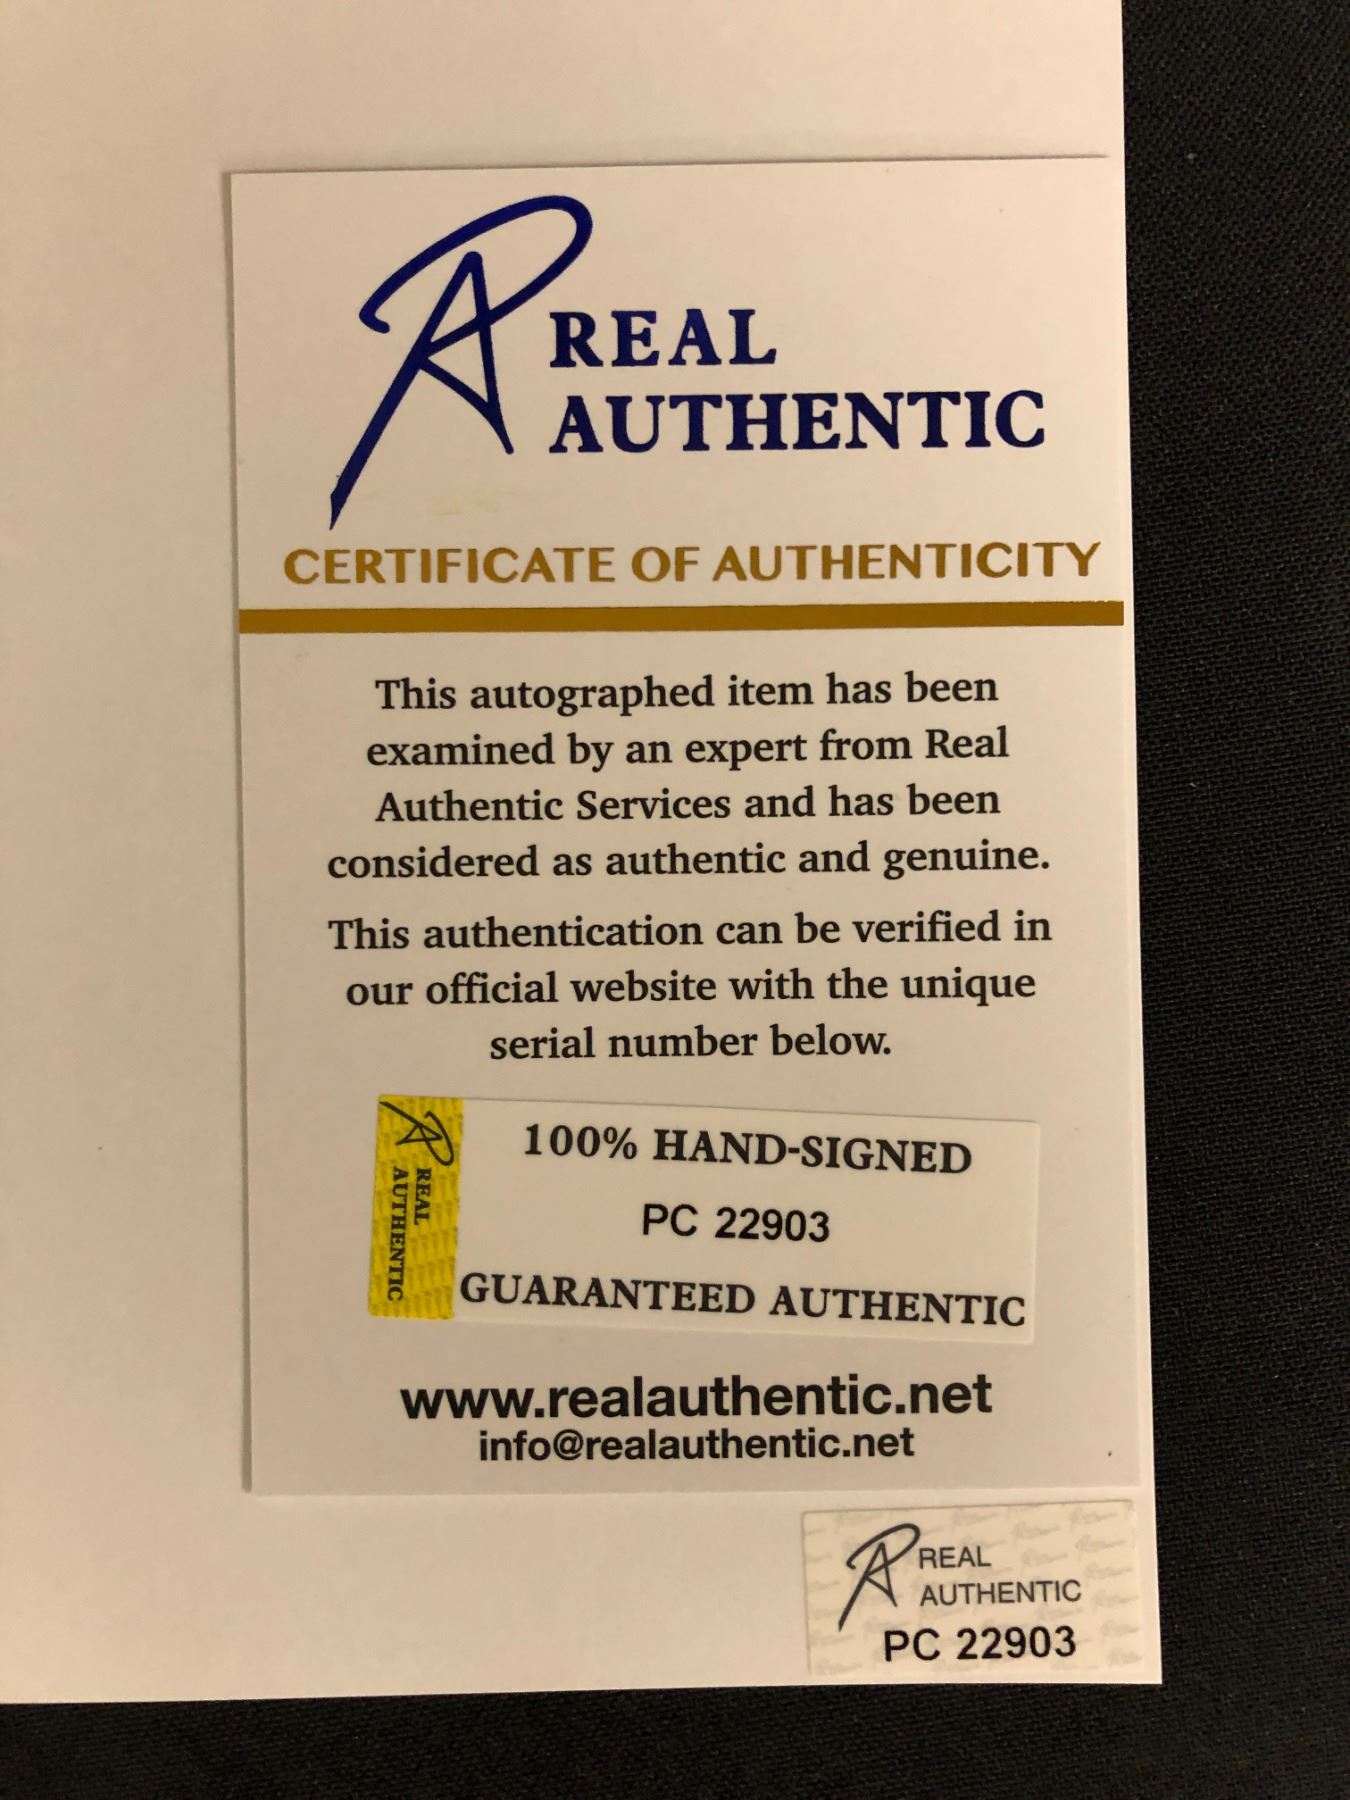 REAL
AUTHENTIC
CERTIFICATE OF AUTHENTICITY
This autographed item has been
examined by an expert from Real
Authentic Services and has been
considered as authentic and genuine.
This authentication can be verified in
our official website with the unique
serial number below.
REAL
AUTHENTIC
100% HAND-SIGNED
PC 22903
GUARANTEED AUTHENTIC
www.realauthentic.net
info@realauthentic.net
REAL
AUTHENTIC
PC 22903